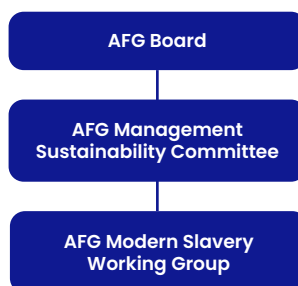 AFG Board
AFG Management
Sustainability Committee
AFG Modern Slavery
Working Group